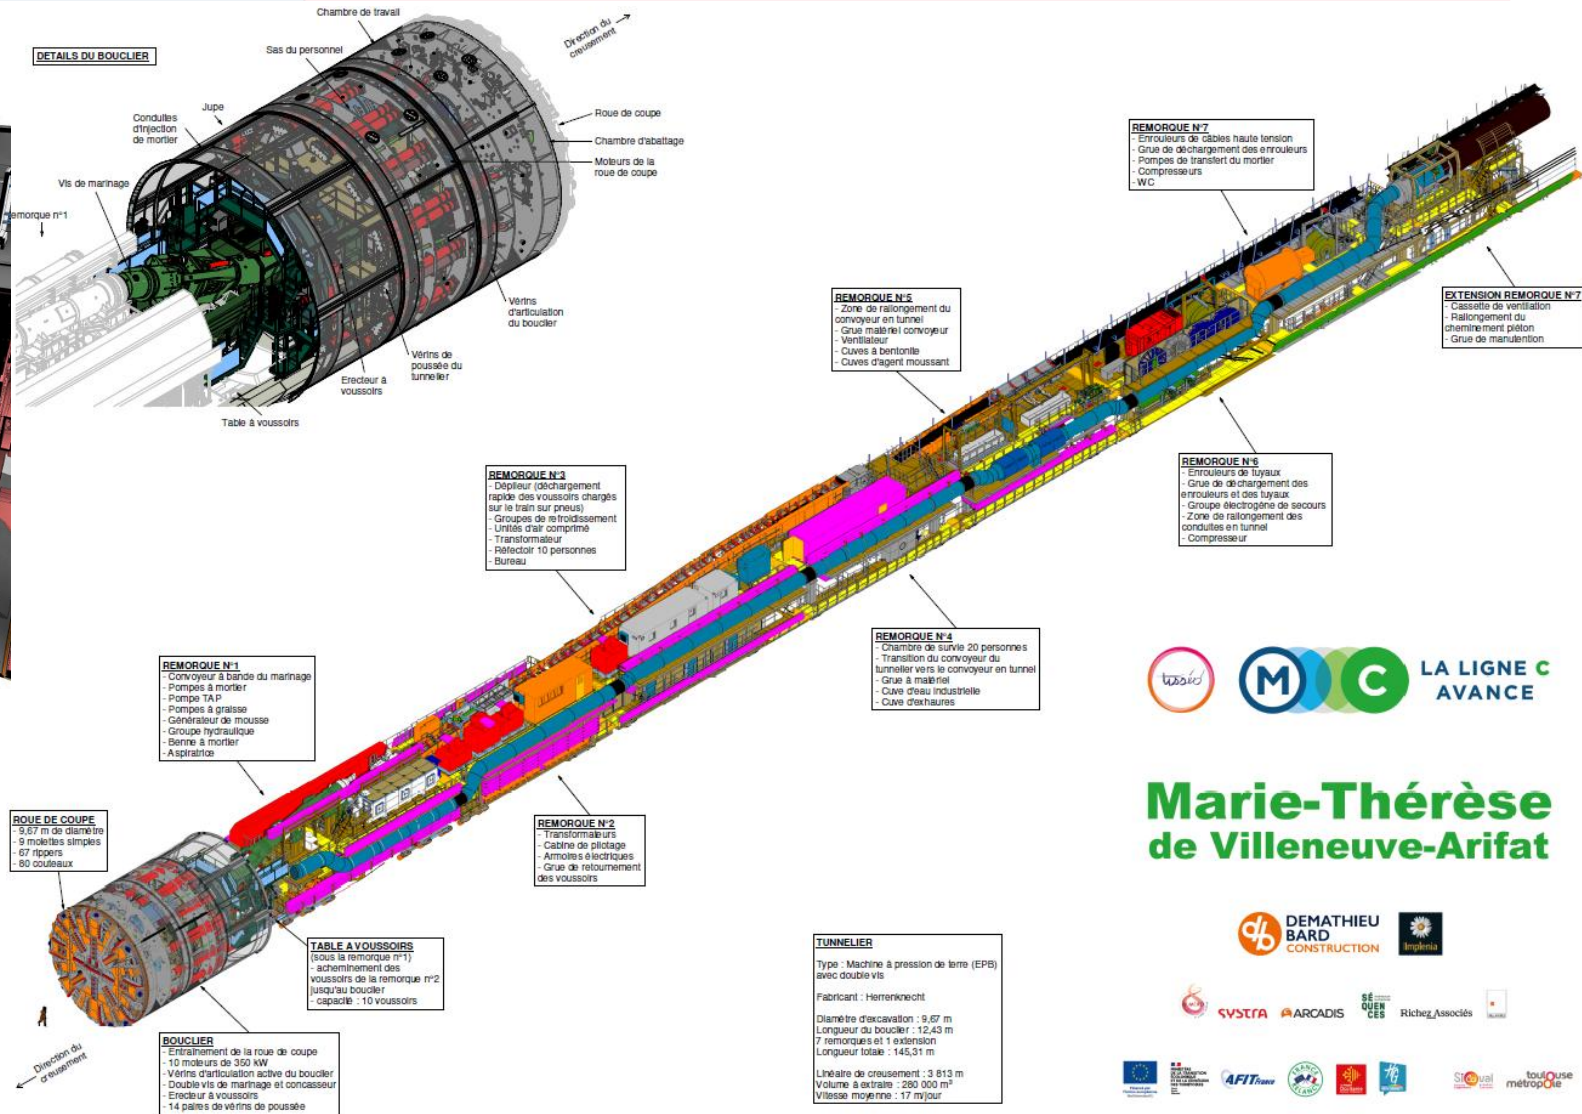 DETAILS DU BOUCLIER
Chambre de travail
Sas du personnel
Direction du
creusement
Jupe
Conduites
d'injection
de mortier
Vis de marinage
emorque n°1
Roue de coupe
Chambre d'abattage
Moteurs de la
roue de coupe
Vérins
d'articulation
du bouclier
Vérins de
poussée du
tunnelier
Erecteur à
voussoirs
Table à voussoirs
REMORQUE N°7
- Enrouleurs de câbles haute tension
- Grue de déchargement des enrouleurs
- Pompes de transfert du mortier
- Compresseurs
- WC
EXTENSION REMORQUE N°7
- Cassette de ventilation
- Rallongement du
cheminement piéton
- Grue de manutention
REMORQUE N°5
- Zone de rallongement du
convoyeur en tunnel
- Grue matériel convoyeur
- Ventilateur
- Cuves à bentonite
- Cuves d'agent moussant
REMORQUE N°6
- Enrouleurs de tuyaux
- Grue de déchargement des
enrouleurs et des tuyaux
- Groupe électrogène de secours
- Zone de rallongement des
conduites en tunnel
- Compresseur
REMORQUE N°3
- Dépileur (déchargement
rapide des voussoirs chargés
sur le train sur pneus)
- Groupes de refroidissement
- Unités d'air comprimé
- Transformateur
- Réfectoir 10 personnes
- Bureau
REMORQUE N°4
- Chambre de survie 20 personnes
- Transition du convoyeur du
tunnelier vers le convoyeur en tunnel
- Grue à matériel
- Cuve d'eau industrielle
- Cuve d'exhaures
REMORQUE N°1
- Convoyeur à bande du marinage
- Pompes à mortier
- Pompe TAP
- Pompes à graisse
- Générateur de mousse
- Groupe hydraulique
- Benne à mortier
- Aspiratrice
REMORQUE N°2
- Transformateurs
- Cabine de pilotage
- Armoires électriques
- Grue de retournement
des voussoirs
ROUE DE COUPE
- 9,67 m de diamètre
- 9 molettes simples
- 67 rippers
- 80 couteaux
TABLE A VOUSSOIRS
(sous la remorque n°1)
- acheminement des
voussoirs de la remorque n°2
jusqu'au bouclier
- capacité : 10 voussoirs
BOUCLIER
- Entraînement de la roue de coupe
- 10 moteurs de 350 kW
- Vérins d'articulation active du bouclier
- Double vis de marinage et concasseur
- Erecteur à voussoirs
- 14 paires de vérins de poussée
Direction du
creusement
TUNNELIER
Type : Machine à pression de terre (EPB)
avec double vis
Fabricant : Herrenknecht
Diamètre d'excavation : 9,67 m
Longueur du bouclier : 12,43 m
7 remorques et 1 extension
Longueur totale : 145,31 m
Linéaire de creusement : 3 813 m
Volume à extraire : 280 000 m³
Vitesse moyenne : 17 m/jour
tisséo
M C
LA LIGNE C
AVANCE
Marie-Thérèse
de Villeneuve-Arifat
DEMATHIEU
BARD
CONSTRUCTION
Implenia
SYSTRA
ARCADIS
SÉ
QUEN
CES
Richez_Associés
AFIT France
FRANCE
RELANCE
HG
toulouse
métropole